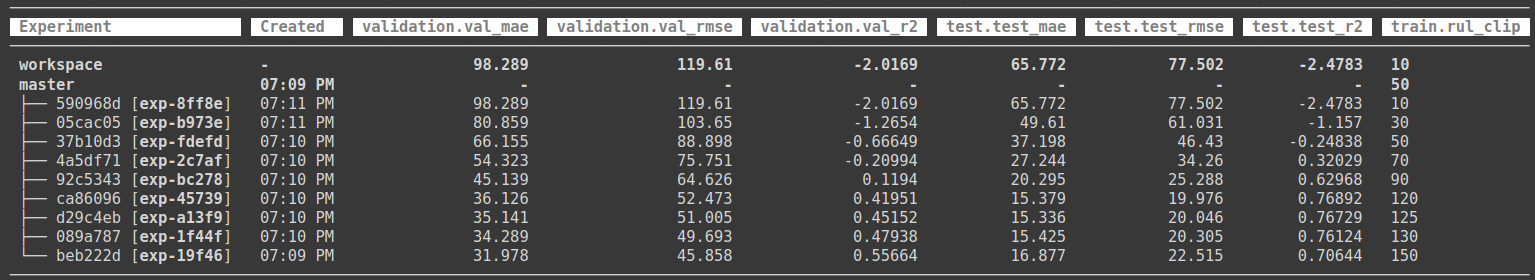 Experiment Created validation.val_mae validation.val_rmse validation.val_r2 test.test_mae test.test_rmse test.test_r2 train.rul_clip
workspace - 98.289 119.61 -2.0169 65.772 77.502 -2.4783 10
master 07:09 PM - - - - - - 50
├── 590968d [exp-8ff8e] 07:11 PM 98.289 119.61 -2.0169 65.772 77.502 -2.4783 10
├── 05cac05 [exp-b973e] 07:11 PM 80.859 103.65 -1.2654 49.61 61.031 -1.157 30
├── 37b10d3 [exp-fdefd] 07:10 PM 66.155 88.898 -0.66649 37.198 46.43 -0.24838 50
├── 4a5df71 [exp-2c7af] 07:10 PM 54.323 75.751 -0.20994 27.244 34.26 0.32029 70
├── 92c5343 [exp-bc278] 07:10 PM 45.139 64.626 0.1194 20.295 25.288 0.62968 90
├── ca86096 [exp-45739] 07:10 PM 36.126 52.473 0.41951 15.379 19.976 0.76892 120
├── d29c4eb [exp-a13f9] 07:10 PM 35.141 51.005 0.45152 15.336 20.046 0.76729 125
├── 089a787 [exp-1f44f] 07:10 PM 34.289 49.693 0.47938 15.425 20.305 0.76124 130
└── beb222d [exp-19f46] 07:09 PM 31.978 45.858 0.55664 16.877 22.515 0.70644 150